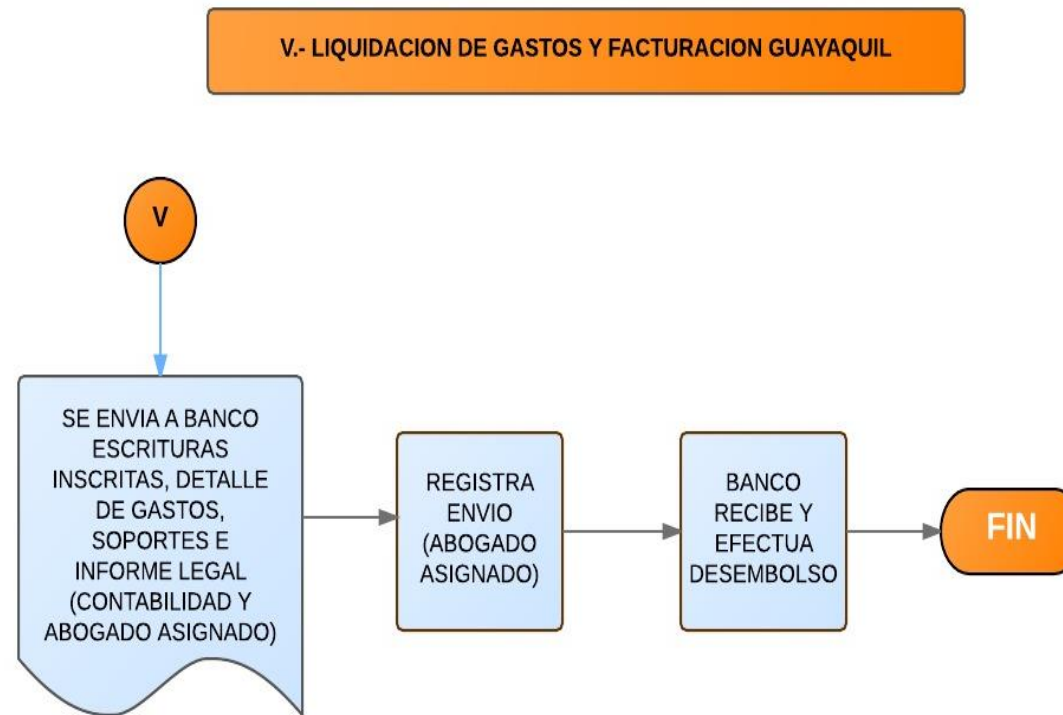 V.- LIQUIDACION DE GASTOS Y FACTURACION GUAYAQUIL
V
SE ENVIA A BANCO
ESCRITURAS
INSCRITAS, DETALLE
DE GASTOS,
SOPORTES E
INFORME LEGAL
(CONTABILIDAD Y
ABOGADO ASIGNADO)
REGISTRA
ENVIO
(ABOGADO
ASIGNADO)
BANCO
RECIBE Y
EFECTUA
DESEMBOLSO
FIN